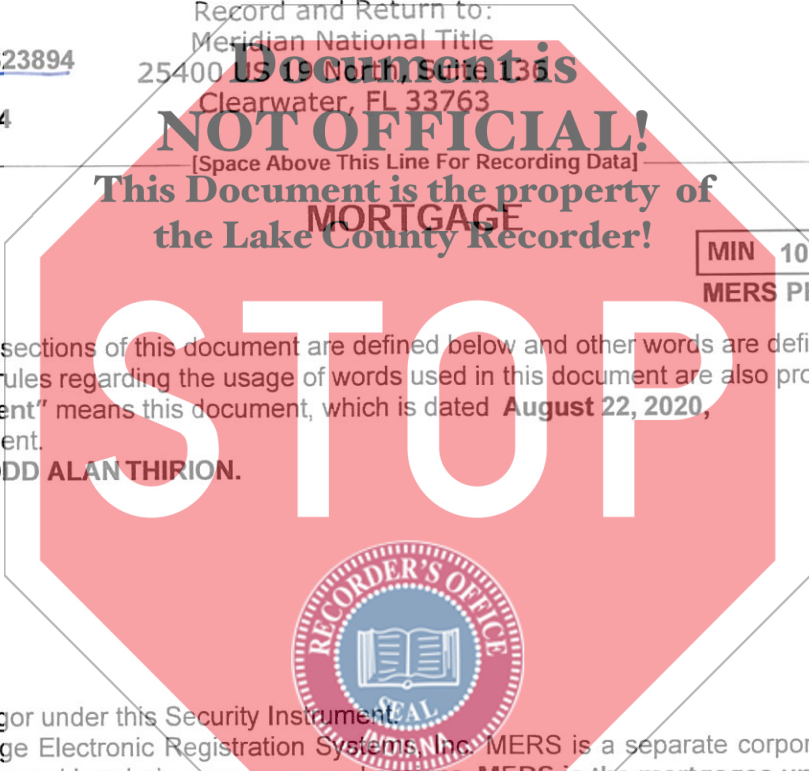 Record and Return to:
Meridian National Title
23894
25400 US 19 North, Suite 136
Document is
Clearwater, FL 33763
4
NOT OFFICIAL!
[Space Above This Line For Recording Data]
This Document is the property of
MORTGAGE
the Lake County Recorder!
MIN 10
MERS
STOP
sections of this document are defined below and other words are defi
ules regarding the usage of words used in this document are also pro
ent" means this document, which is dated August 22, 2020,
ent.
DD ALAN THIRION.
RECORDER'S OFFICE
SEAL
INDIANA
gor under this Security Instrument.
ge Electronic Registration Systems, Inc. MERS is a separate corpor